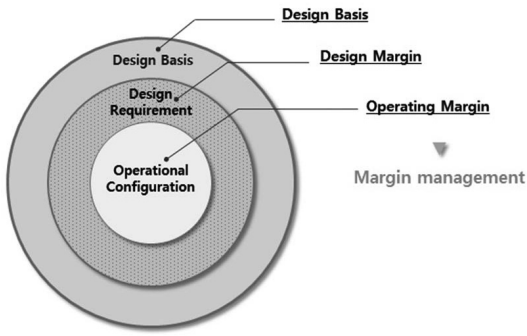 Design Basis
Design Basis
Design Margin
Design
Requirement
Operating Margin
Operational
Configuration
Margin management